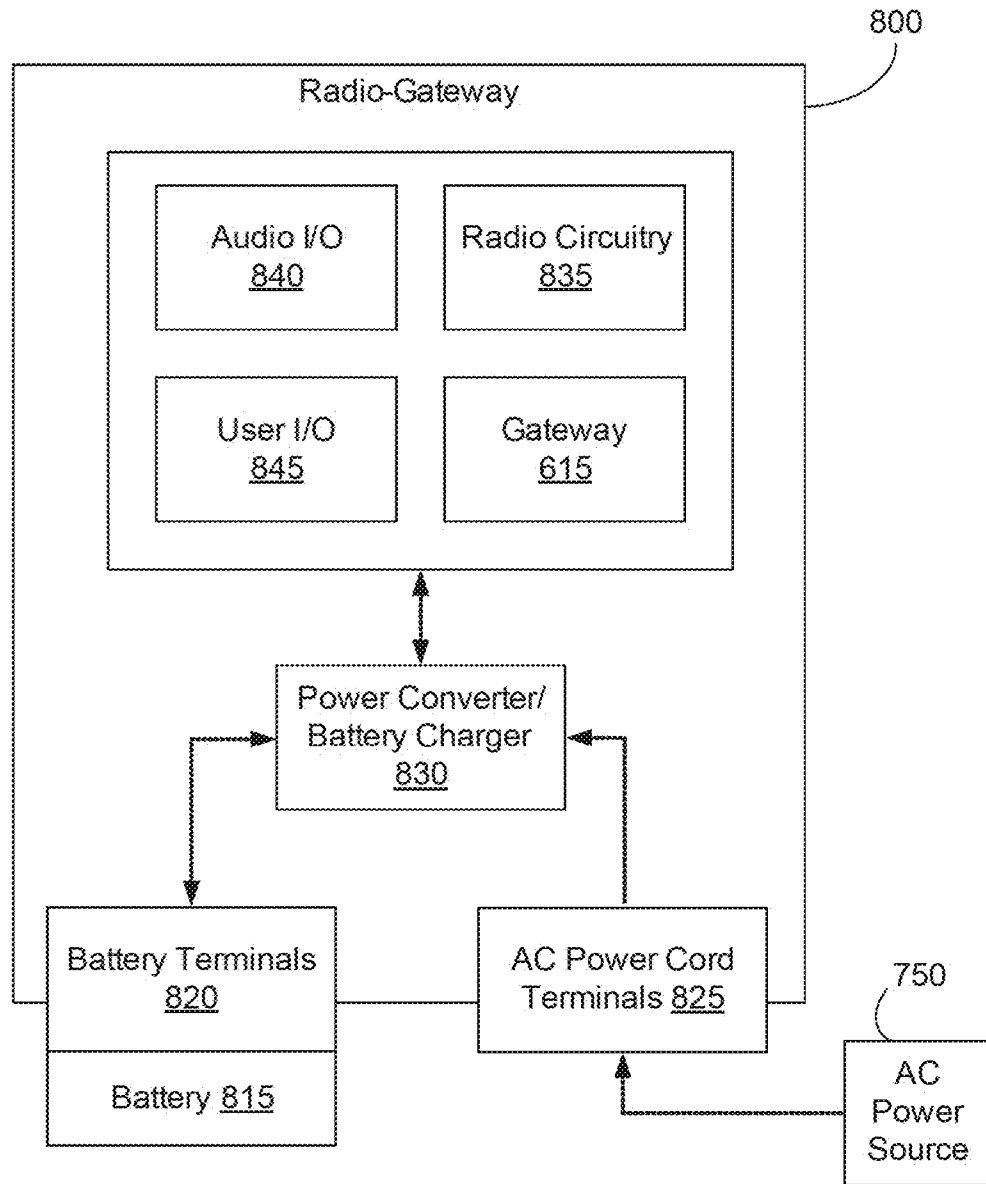 800
Radio-Gateway
Audio I/O
840
Radio Circuitry
835
User I/O
845
Gateway
615
Power Converter/
Battery Charger
830
Battery Terminals
820
AC Power Cord
Terminals 825
Battery 815
750
AC
Power
Source